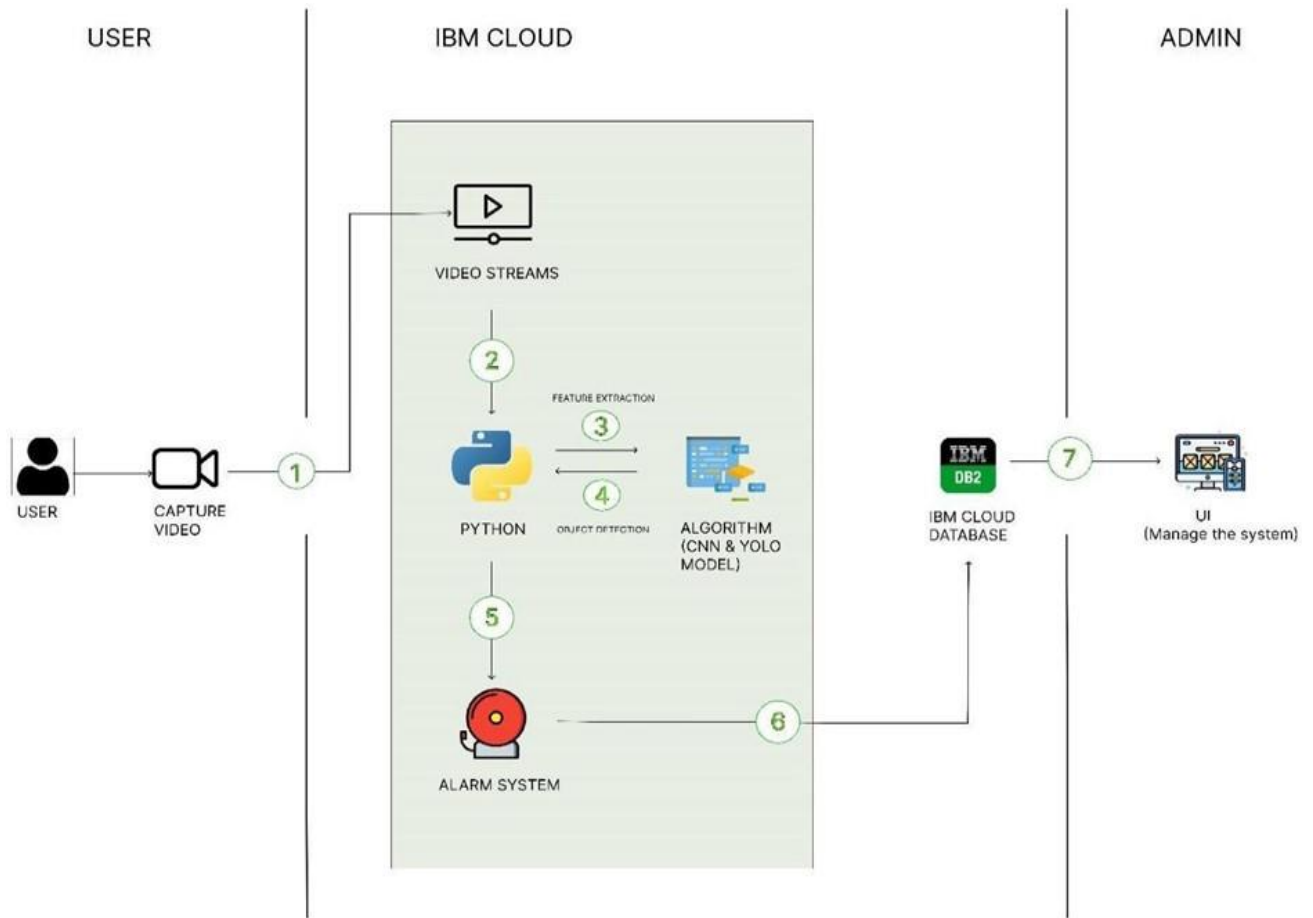 USER
IBM CLOUD
ADMIN
VIDEO STREAMS
2
FEATURE EXTRACTION
3
4
OBJECT DETECTION
1
USER
CAPTURE
VIDEO
PYTHON
ALGORITHM
(CNN & YOLO
MODEL)
IBM
DB2
IBM CLOUD
DATABASE
7
UI
(Manage the system)
5
6
ALARM SYSTEM